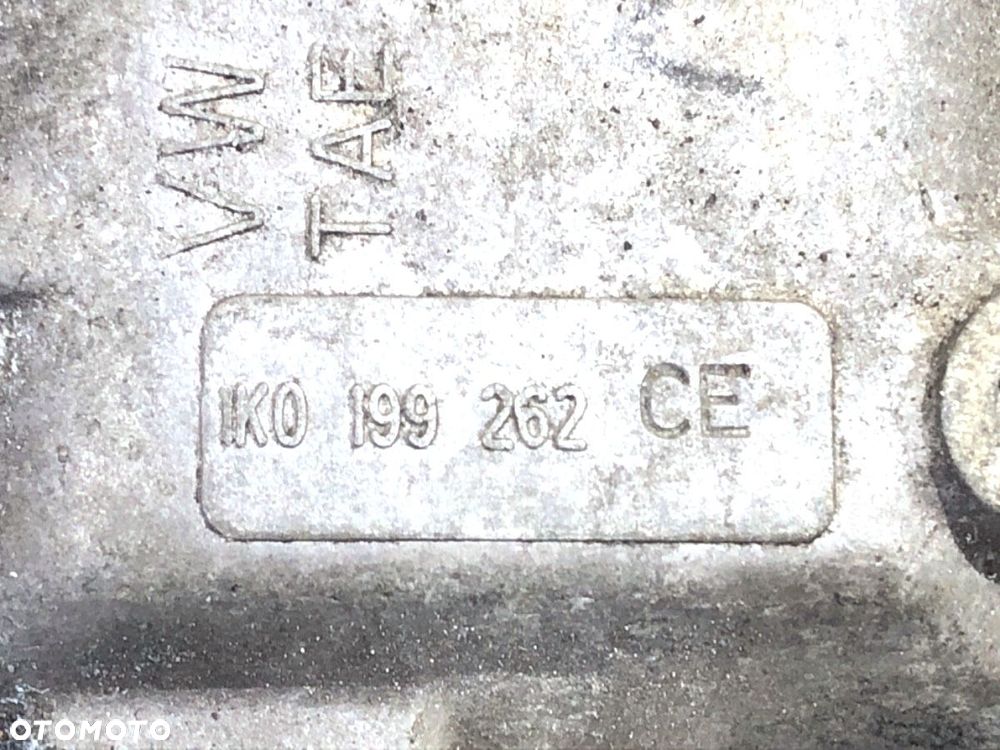 VW
TAE
1K0 199 262 CE
OTOMOTO